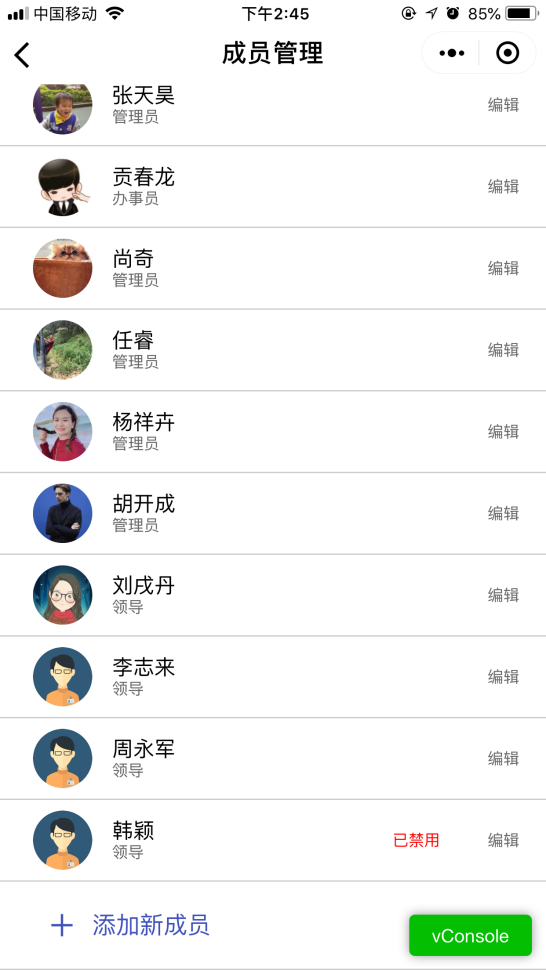 中国移动 下午2:45 85%
成员管理
张天昊
管理员
编辑
贡春龙
办事员
编辑
尚奇
管理员
编辑
任睿
管理员
编辑
杨祥卉
管理员
编辑
胡开成
管理员
编辑
刘戌丹
领导
编辑
李志来
领导
编辑
周永军
领导
编辑
韩颖
领导
已禁用 编辑
添加新成员
vConsole